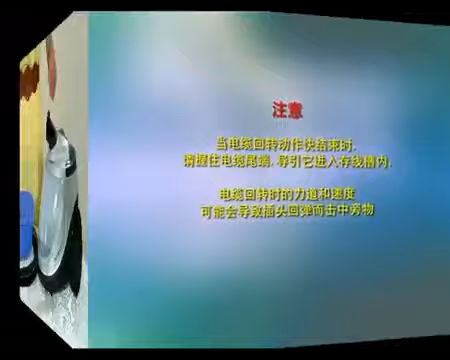 注意
当电缆回转动作快结束时.
请握住电缆尾端. 导引它进入存线槽内.
电缆回转时的力道和速度
可能会导致插头回弹而击中旁物